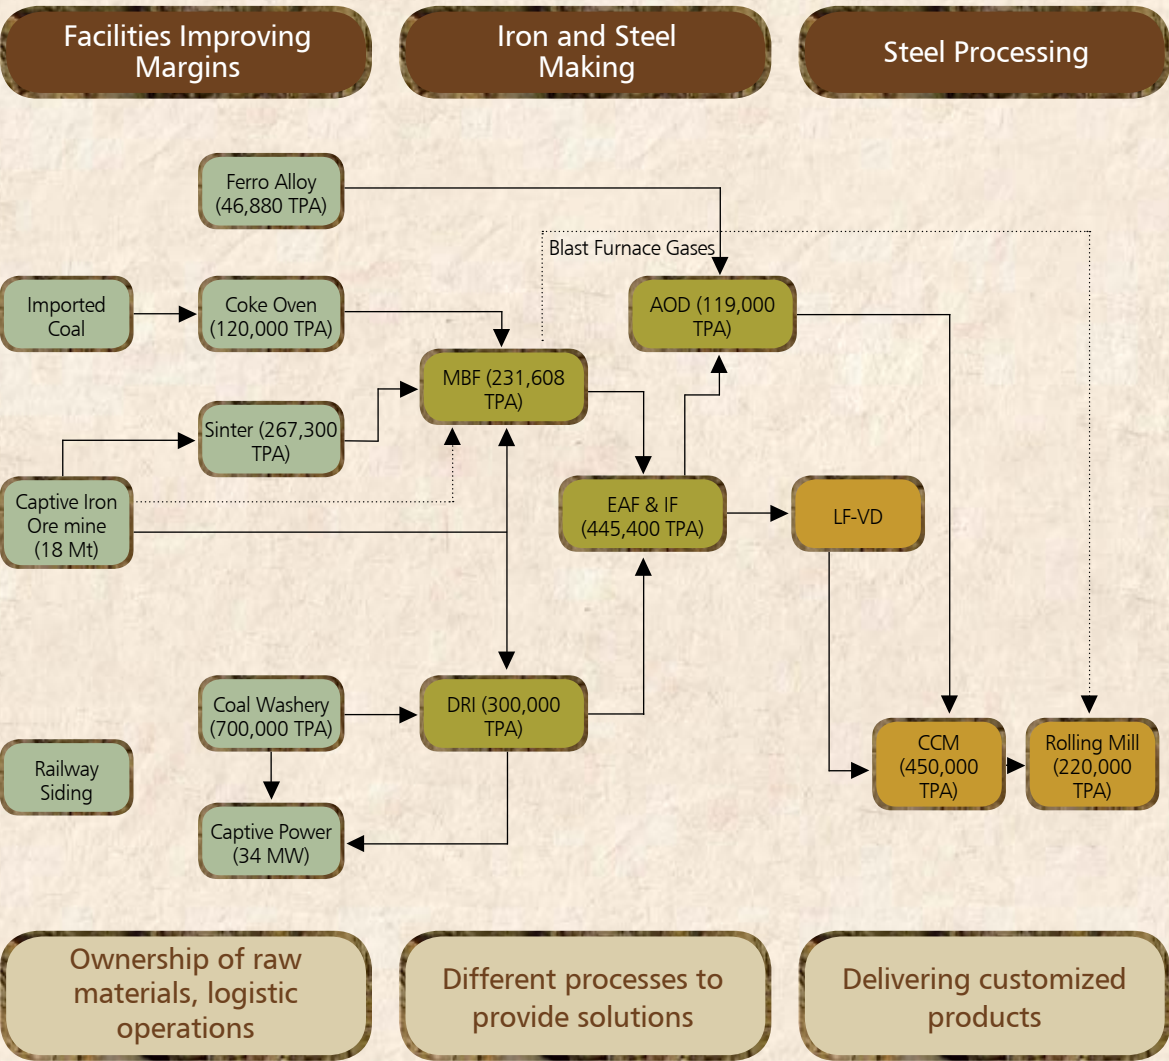 Facilities Improving
Margins
Iron and Steel
Making
Steel Processing
Ferro Alloy
(46,880 TPA)
Blast Furnace Gases
Imported
Coal
Coke Oven
(120,000 TPA)
AOD (119,000
TPA)
MBF (231,608
TPA)
Sinter (267,300
TPA)
Captive Iron
Ore mine
(18 Mt)
EAF & IF
(445,400 TPA)
LF-VD
Coal Washery
(700,000 TPA)
DRI (300,000
TPA)
CCM
(450,000
TPA)
Rolling Mill
(220,000
TPA)
Railway
Siding
Captive Power
(34 MW)
Ownership of raw
materials, logistic
operations
Different processes to
provide solutions
Delivering customized
products